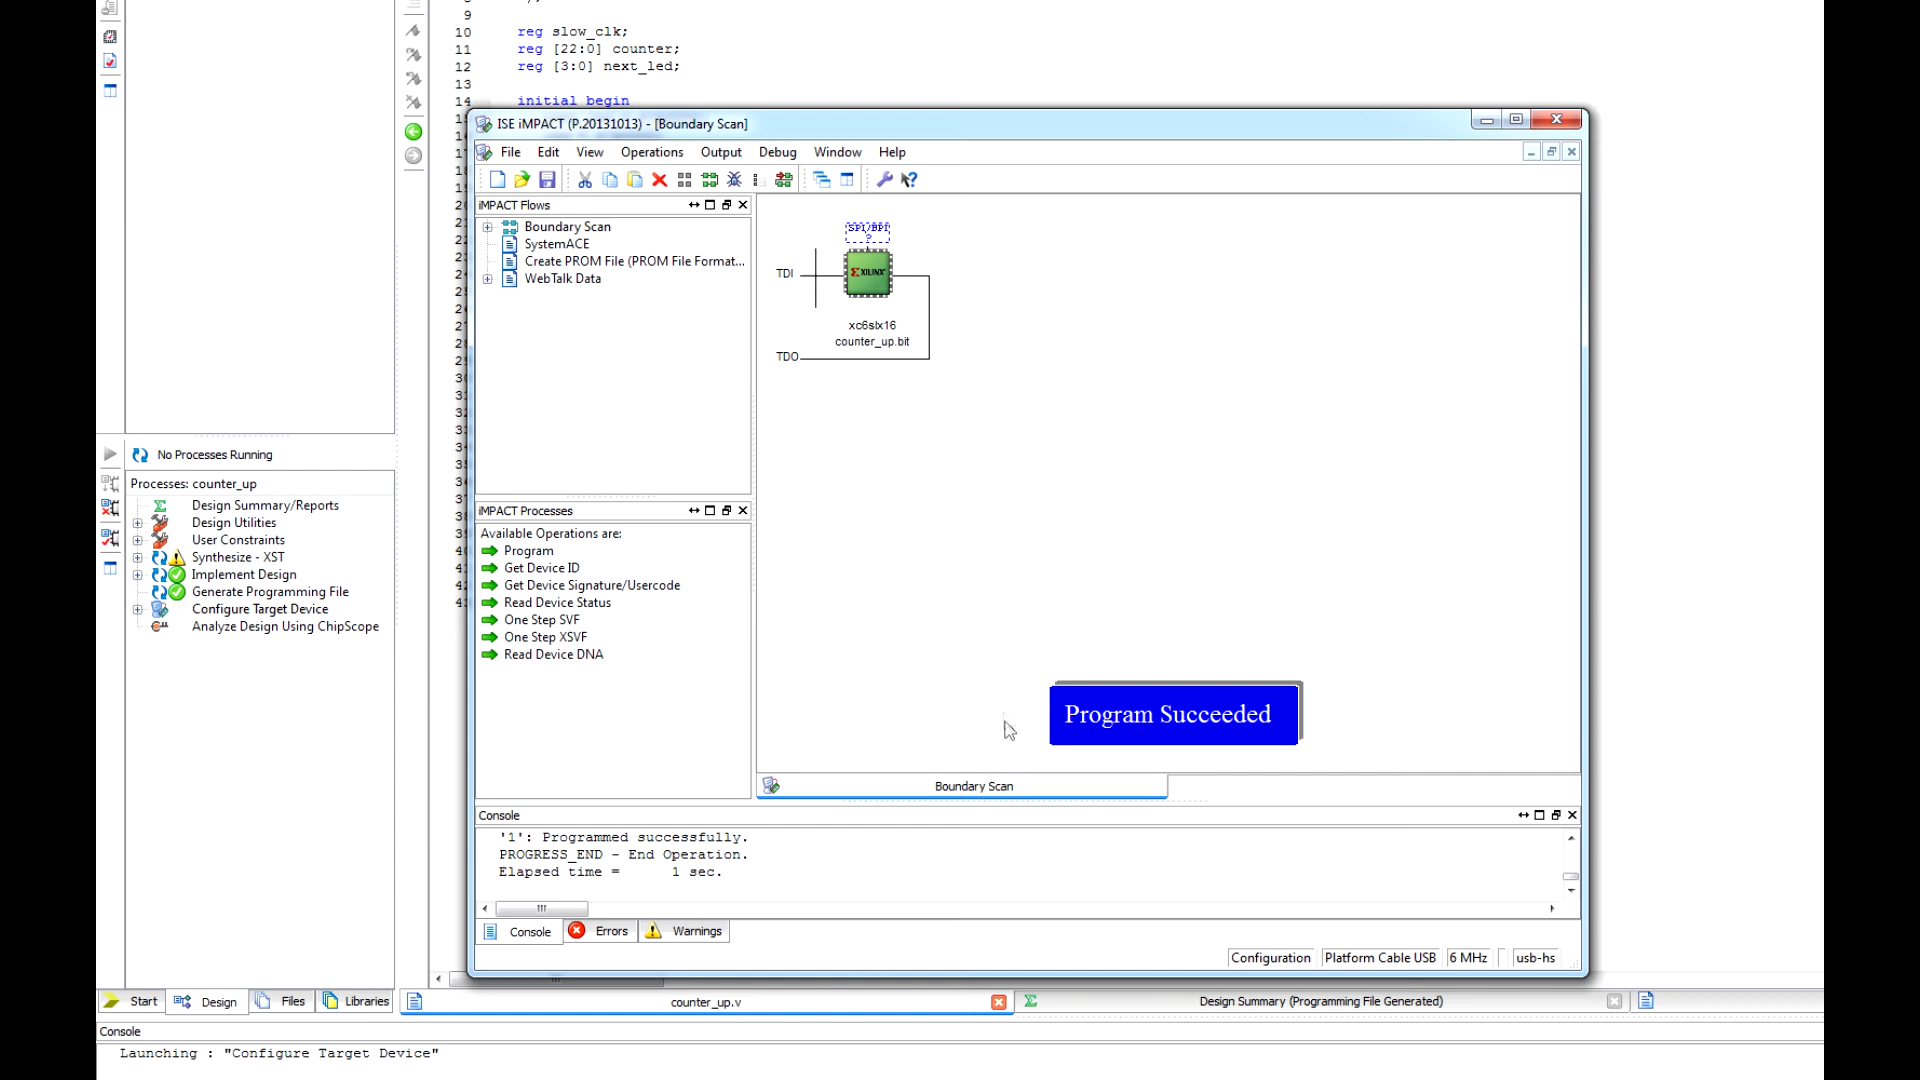 9
10 reg slow_clk;
11 reg [22:0] counter;
12 reg [3:0] next_led;
13
14 initial begin
ISE iMPACT (P.20131013) - [Boundary Scan]
File Edit View Operations Output Debug Window Help
iMPACT Flows
Boundary Scan
SystemACE
Create PROM File (PROM File Format...
WebTalk Data
SPI/BPI
?
XILINX
TDI
xc6slx16
counter_up.bit
TDO
No Processes Running
Processes: counter_up
Design Summary/Reports
Design Utilities
User Constraints
Synthesize - XST
Implement Design
Generate Programming File
Configure Target Device
Analyze Design Using ChipScope
iMPACT Processes
Available Operations are:
Program
Get Device ID
Get Device Signature/Usercode
Read Device Status
One Step SVF
One Step XSVF
Read Device DNA
Program Succeeded
Boundary Scan
Console
'1': Programmed successfully.
PROGRESS_END - End Operation.
Elapsed time = 1 sec.
Console Errors Warnings
Configuration Platform Cable USB 6 MHz usb-hs
Start Design Files Libraries
counter_up.v
Design Summary (Programming File Generated)
Console
Launching : "Configure Target Device"